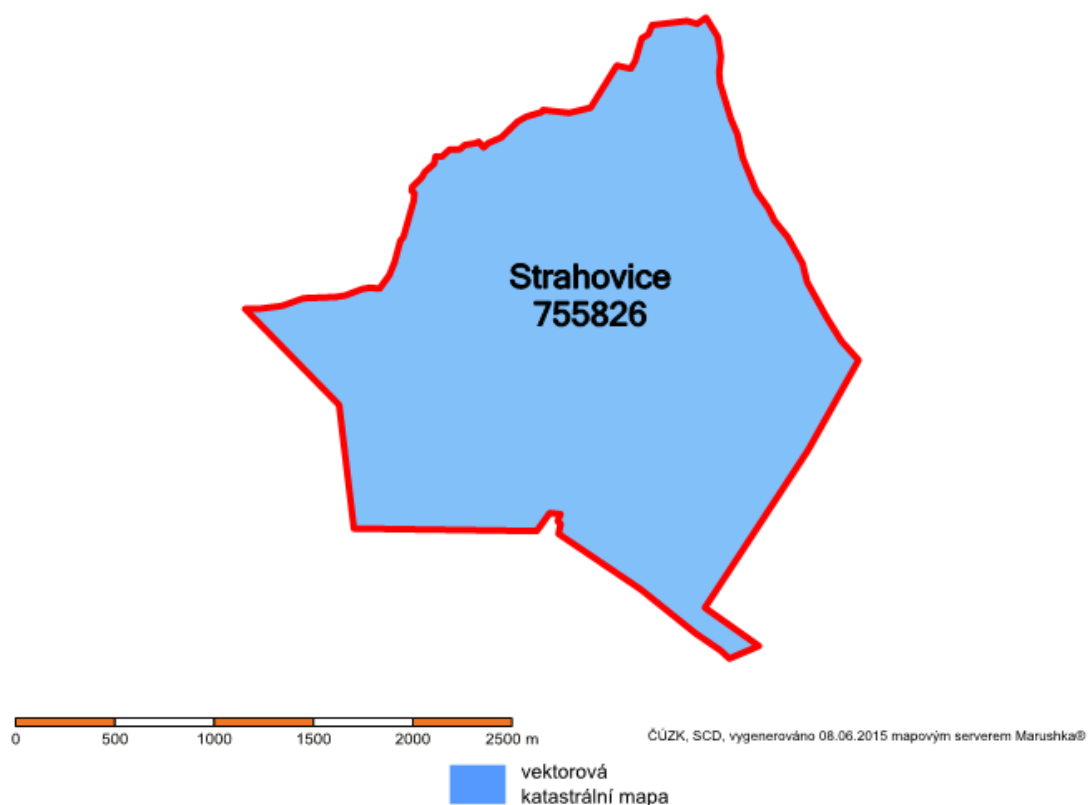 Strahovice
755826
0 500 1000 1500 2000 2500 m
ČÚZK, SCD, vygenerováno 08.06.2015 mapovým serverem Marushka®
vektorová
katastrální mapa